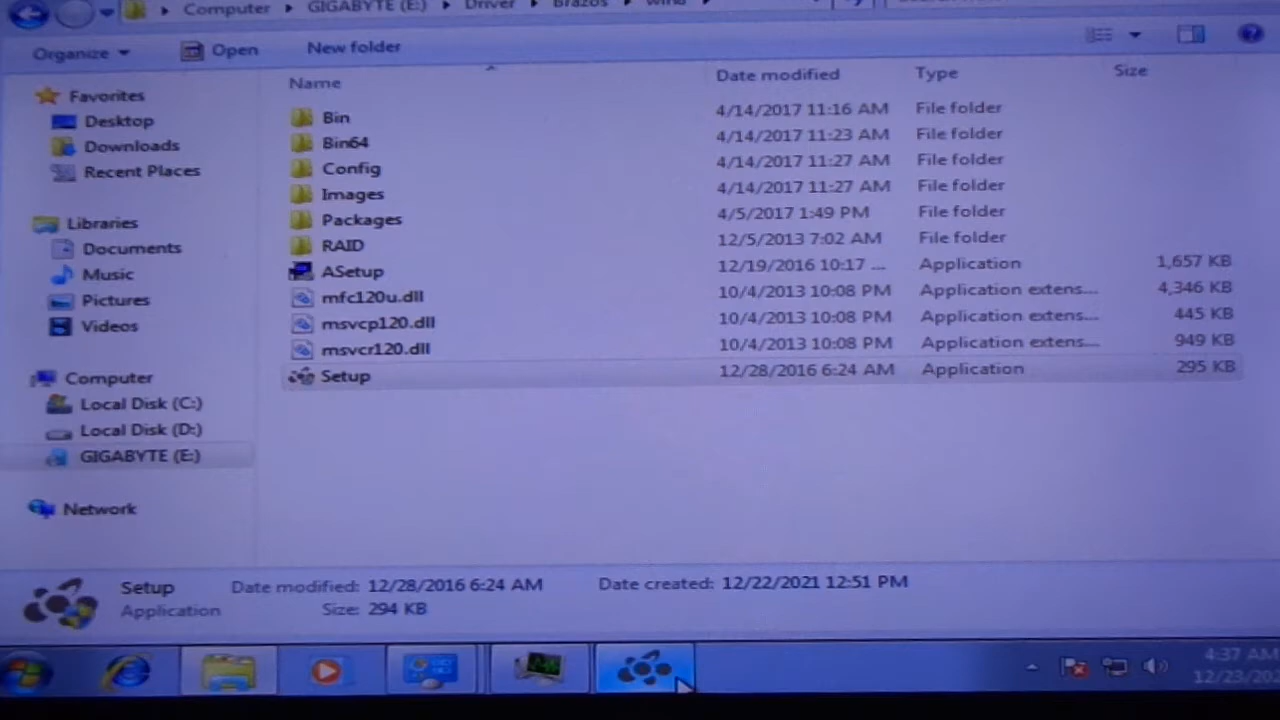 Computer GIGABYTE (E:) Driver Brazos
Organize Open New folder
Name Date modified Type Size
Favorites
Desktop
Downloads
Recent Places
Libraries
Documents
Music
Pictures
Videos
Computer
Local Disk (C:)
Local Disk (D:)
GIGABYTE (E:)
Network
Bin 4/14/2017 11:16 AM File folder
Bin64 4/14/2017 11:23 AM File folder
Config 4/14/2017 11:27 AM File folder
Images 4/14/2017 11:27 AM File folder
Packages 4/5/2017 1:49 PM File folder
RAID 12/5/2013 7:02 AM File folder
ASetup 12/19/2016 10:17 ... Application 1,657 KB
mfc120u.dll 10/4/2013 10:08 PM Application extens... 4,346 KB
msvcp120.dll 10/4/2013 10:08 PM Application extens... 445 KB
msvcr120.dll 10/4/2013 10:08 PM Application extens... 949 KB
Setup 12/28/2016 6:24 AM Application 295 KB
Setup Date modified: 12/28/2016 6:24 AM Date created: 12/22/2021 12:51 PM
Application Size: 294 KB
4:37 AM
12/23/202